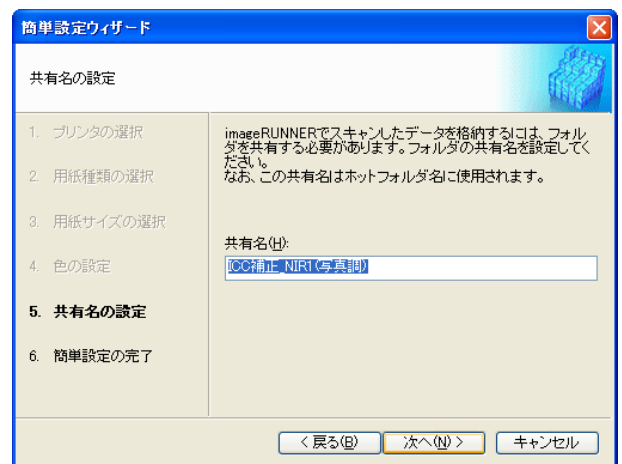 簡単設定ウィザード
共有名の設定
1. プリンタの選択
2. 用紙種類の選択
3. 用紙サイズの選択
4. 色の設定
5. 共有名の設定
6. 簡単設定の完了
imageRUNNERでスキャンしたデータを格納するには、フォル
ダを共有する必要があります。フォルダの共有名を設定してく
ださい。
なお、この共有名はホットフォルダ名に使用されます。
共有名(H):
ICC補正_NIR1(写真調)
< 戻る(B)
次へ(N) >
キャンセル